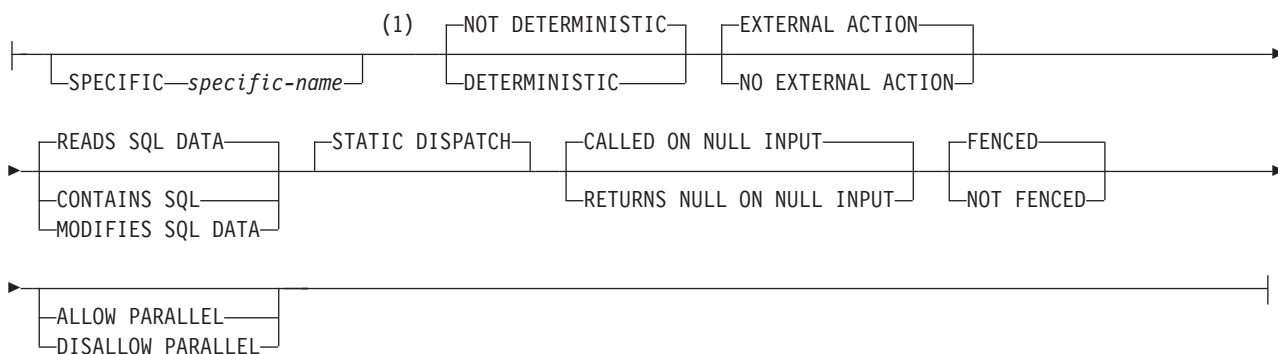 (1) NOT DETERMINISTIC EXTERNAL ACTION
SPECIFIC specific-name DETERMINISTIC NO EXTERNAL ACTION
READS SQL DATA STATIC DISPATCH CALLED ON NULL INPUT FENCED
CONTAINS SQL RETURNS NULL ON NULL INPUT NOT FENCED
MODIFIES SQL DATA
ALLOW PARALLEL
DISALLOW PARALLEL